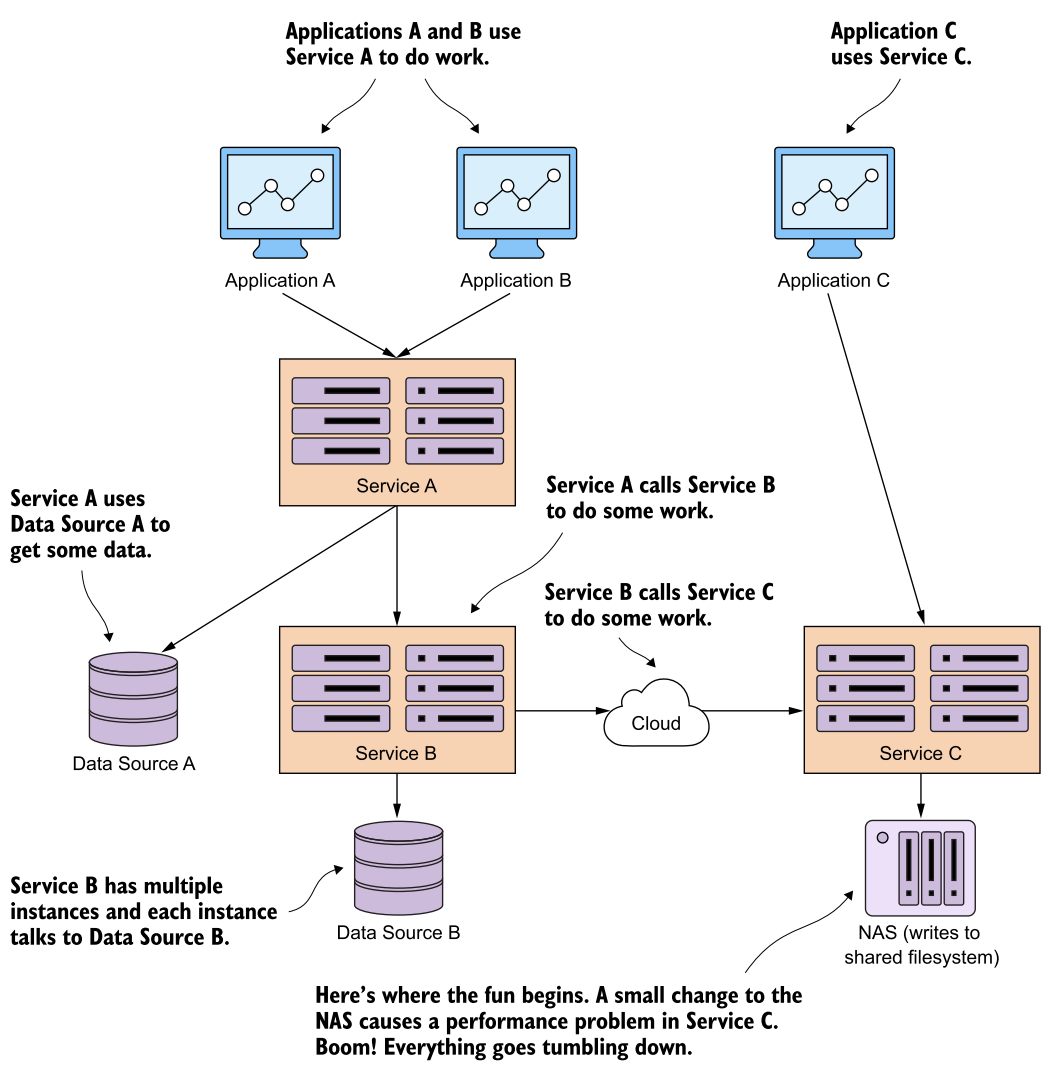 Applications A and B use
Service A to do work.
Application C
uses Service C.
Application A
Application B
Application C
Service A
Service A uses
Data Source A to
get some data.
Service A calls Service B
to do some work.
Service B calls Service C
to do some work.
Data Source A
Service B
Cloud
Service C
Service B has multiple
instances and each instance
talks to Data Source B.
Data Source B
NAS (writes to
shared filesystem)
Here’s where the fun begins. A small change to the
NAS causes a performance problem in Service C.
Boom! Everything goes tumbling down.